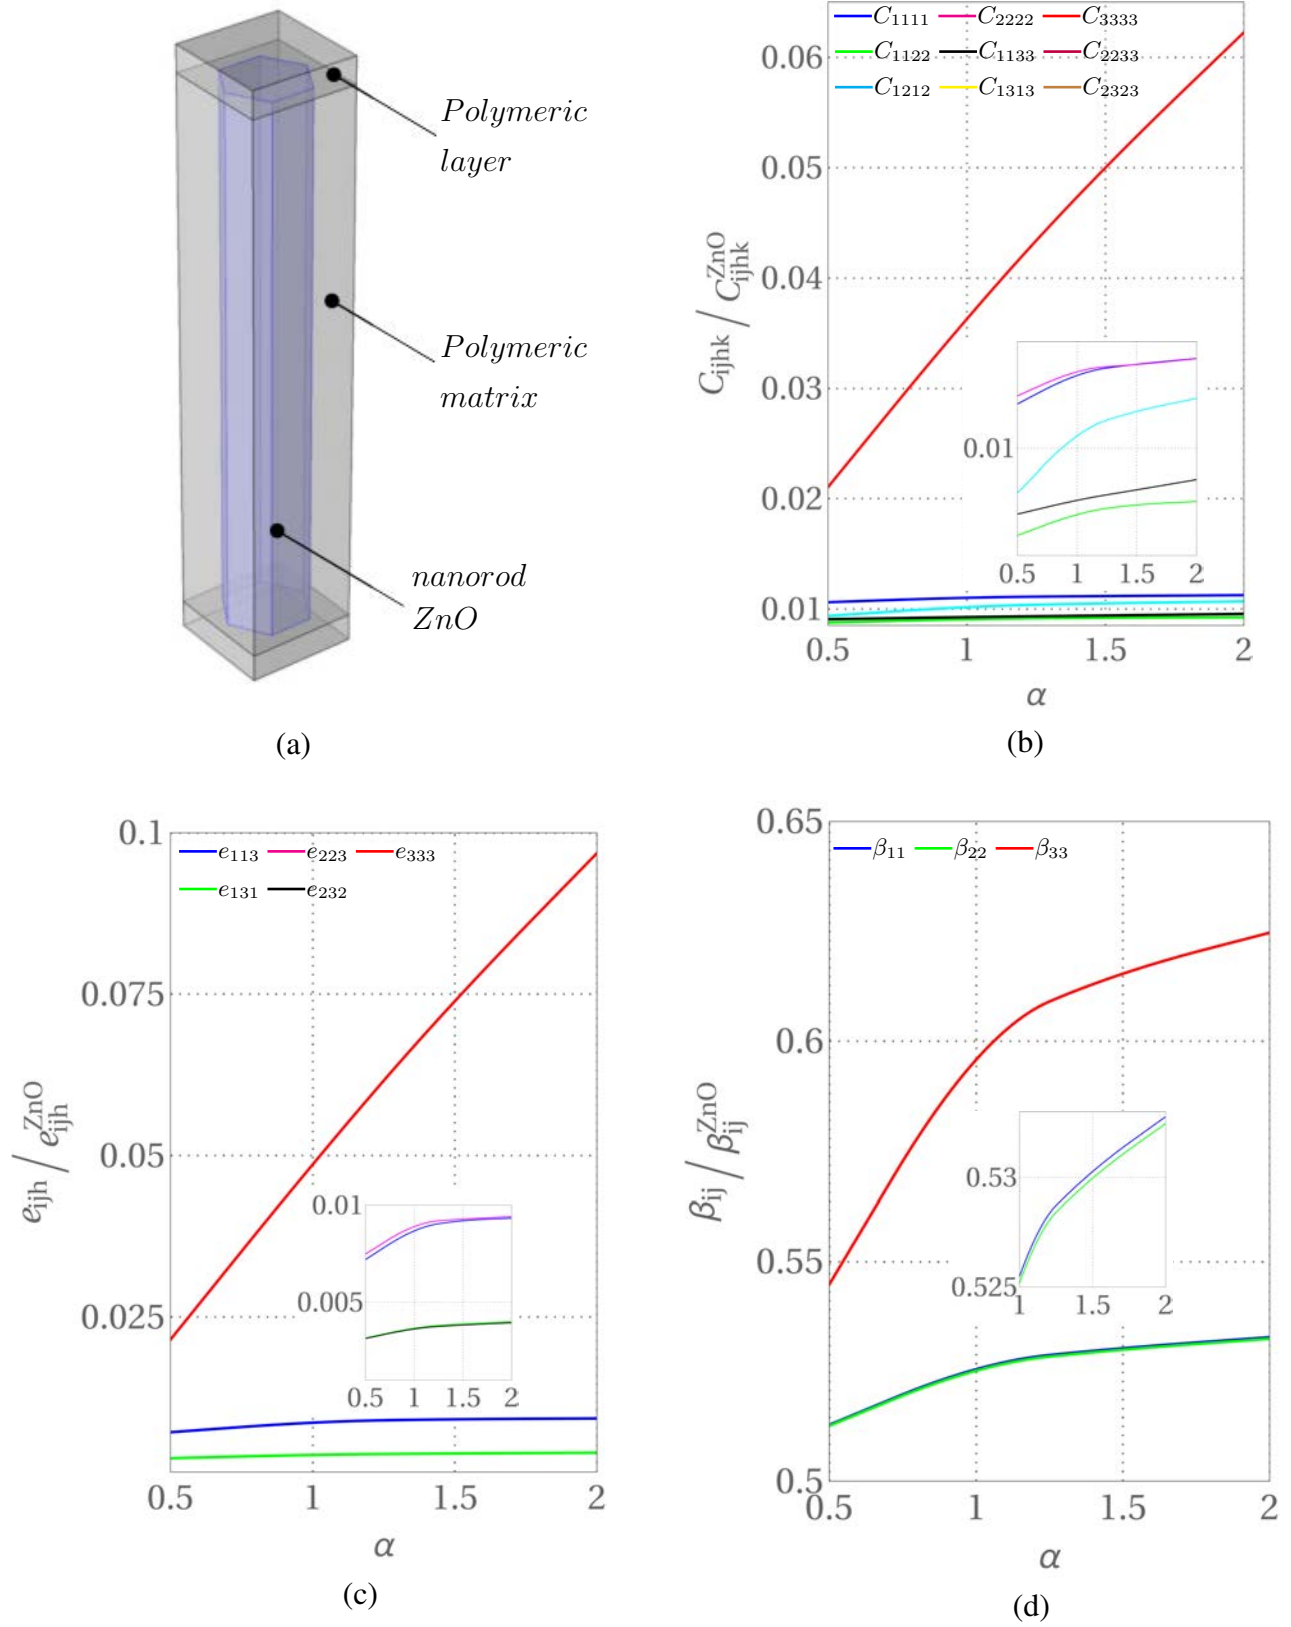 Polymeric
layer
Polymeric
matrix
nanorod
ZnO
(a)
C1111 C2222 C3333
C1122 C1133 C2233
C1212 C1313 C2323
0.06
0.05
0.04
0.03
0.02
0.01
Cijhk / CijhkZnO
0.01
0.5 1 1.5 2
0.5 1 1.5 2
α
(b)
0.1
e113 e223 e333
e131 e232
0.075
0.05
0.025
eijh / eijhZnO
0.01
0.005
0.5 1 1.5 2
0.5 1 1.5 2
α
(c)
0.65
β11 β22 β33
0.6
0.55
0.5
βij / βijZnO
0.53
0.525
1 1.5 2
0.5 1 1.5 2
α
(d)